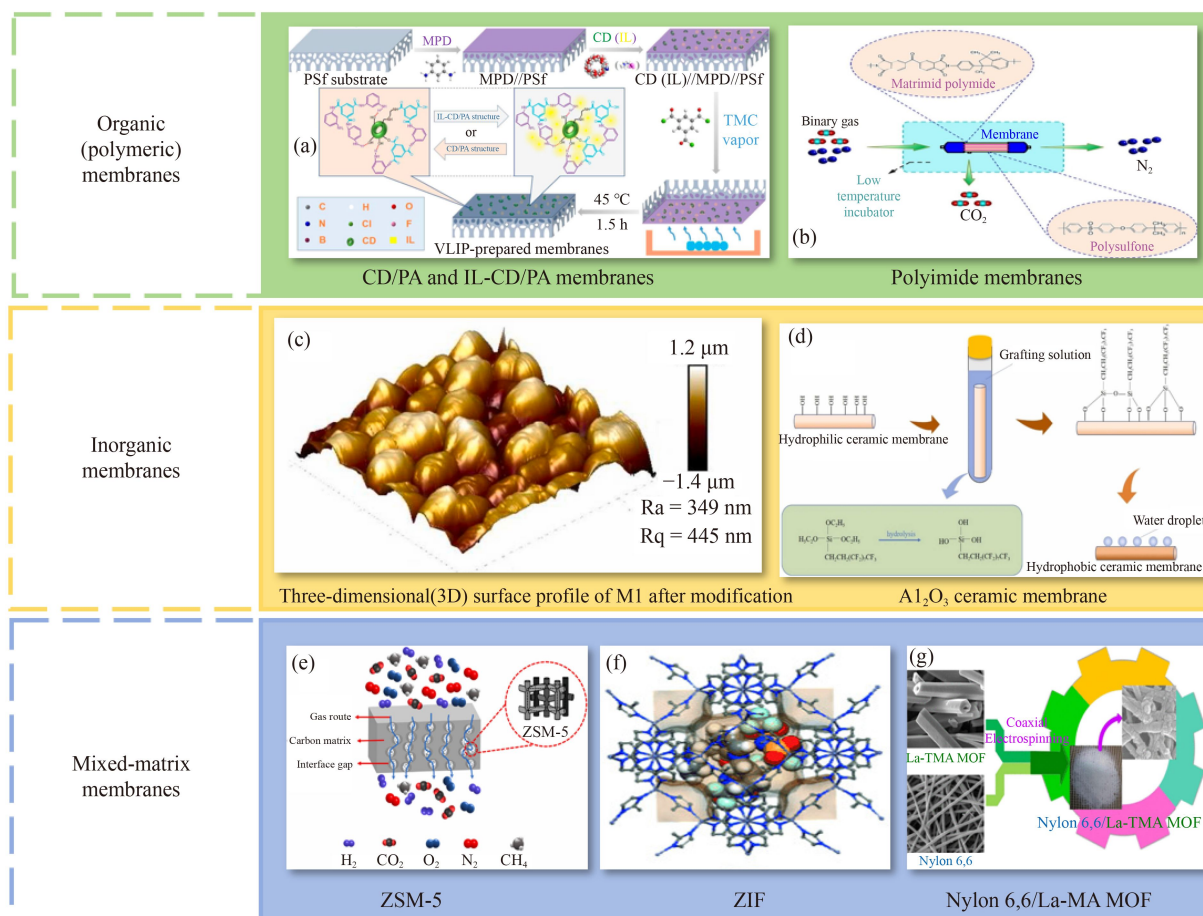 Organic
(polymeric)
membranes
(a)
PSf substrate
MPD
MPD//PSf
CD (IL)
CD (IL)//MPD//PSf
IL-CD/PA structure
or
CD/PA structure
TMC
vapor
C
H
O
N
Cl
F
B
CD
IL
45 °C
1.5 h
VLIP-prepared membranes
CD/PA and IL-CD/PA membranes
Matrimid polymide
Binary gas
Membrane
N2
Low
temperature
incubator
CO2
(b)
Polysulfone
Polyimide membranes
Inorganic
membranes
(c)
1.2 μm
−1.4 μm
Ra = 349 nm
Rq = 445 nm
Three-dimensional(3D) surface profile of M1 after modification
(d)
Grafting solution
OH OH OH OH OH OH
Hydrophilic ceramic membrane
hydrolysis
Water droplet
Hydrophobic ceramic membrane
A12O3 ceramic membrane
Mixed-matrix
membranes
(e)
Gas route
Carbon matrix
Interface gap
ZSM-5
H2 CO2 O2 N2 CH4
ZSM-5
(f)
ZIF
(g)
La-TMA MOF
Coaxial
Electrospinning
Nylon 6,6/La-TMA MOF
Nylon 6,6
Nylon 6,6/La-MA MOF